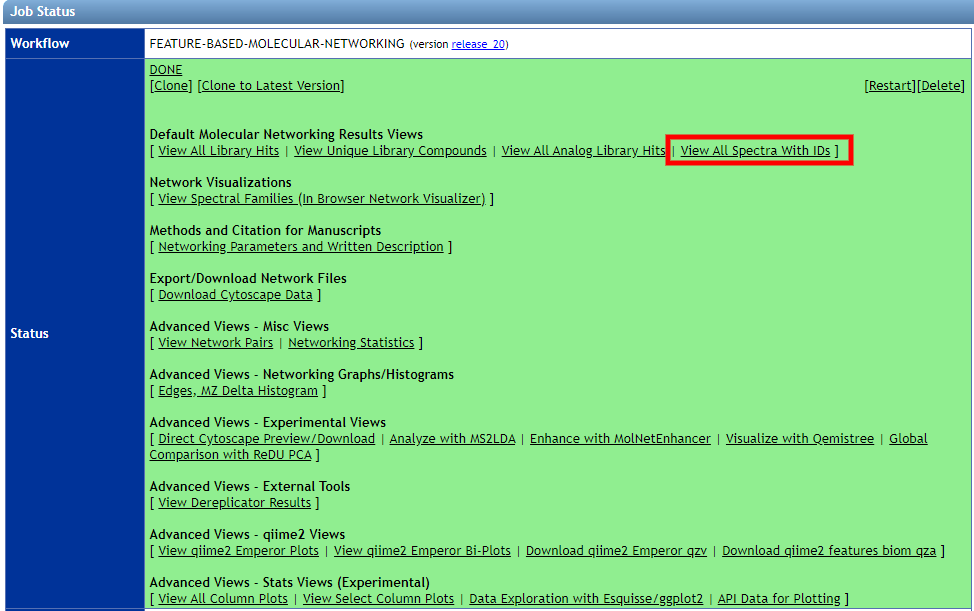 Job Status
Workflow
FEATURE-BASED-MOLECULAR-NETWORKING (version release_20)
DONE
[Clone] [Clone to Latest Version] [Restart][Delete]
Default Molecular Networking Results Views
[ View All Library Hits | View Unique Library Compounds | View All Analog Library Hits | View All Spectra With IDs ]
Network Visualizations
[ View Spectral Families (In Browser Network Visualizer) ]
Methods and Citation for Manuscripts
[ Networking Parameters and Written Description ]
Export/Download Network Files
[ Download Cytoscape Data ]
Advanced Views - Misc Views
Status
[ View Network Pairs | Networking Statistics ]
Advanced Views - Networking Graphs/Histograms
[ Edges, MZ Delta Histogram ]
Advanced Views - Experimental Views
[ Direct Cytoscape Preview/Download | Analyze with MS2LDA | Enhance with MolNetEnhancer | Visualize with Qemistree | Global
Comparison with ReDU PCA ]
Advanced Views - External Tools
[ View Dereplicator Results ]
Advanced Views - qiime2 Views
[ View qiime2 Emperor Plots | View qiime2 Emperor Bi-Plots | Download qiime2 Emperor qzv | Download qiime2 features biom qza ]
Advanced Views - Stats Views (Experimental)
[ View All Column Plots | View Select Column Plots | Data Exploration with Esquisse/ggplot2 | API Data for Plotting ]